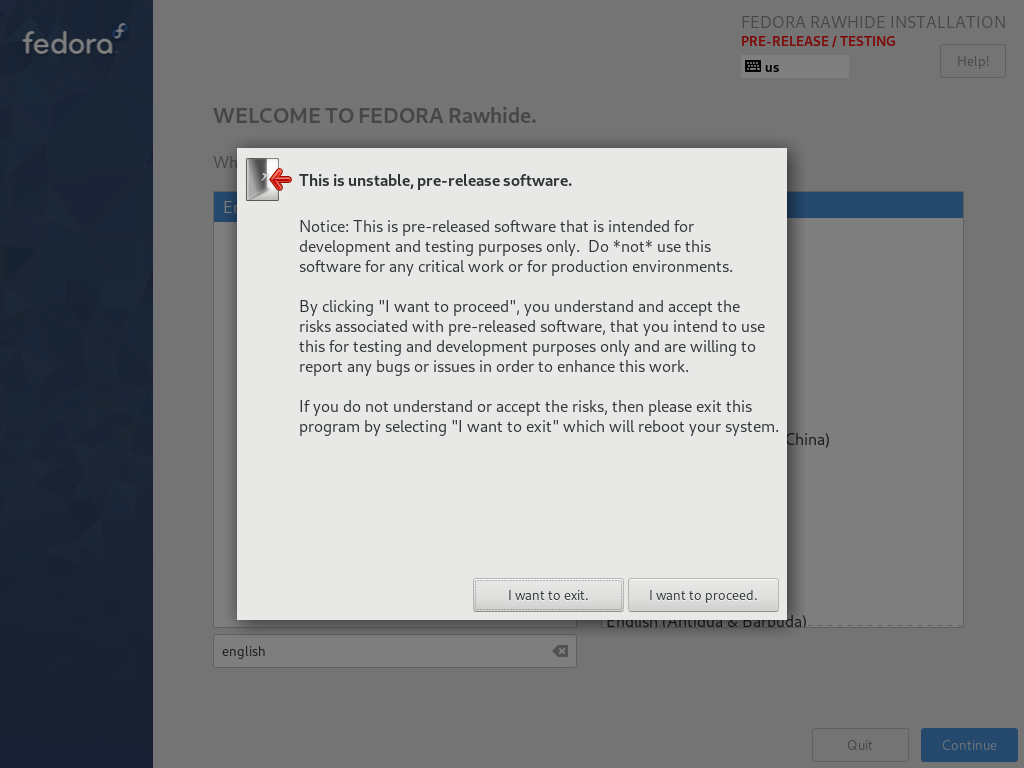 fedora
FEDORA RAWHIDE INSTALLATION
PRE-RELEASE / TESTING
us
Help!
WELCOME TO FEDORA Rawhide.
This is unstable, pre-release software.
Notice: This is pre-released software that is intended for
development and testing purposes only.  Do *not* use this
software for any critical work or for production environments.
By clicking "I want to proceed", you understand and accept the
risks associated with pre-released software, that you intend to use
this for testing and development purposes only and are willing to
report any bugs or issues in order to enhance this work.
If you do not understand or accept the risks, then please exit this
program by selecting "I want to exit" which will reboot your system.
China)
I want to exit.
I want to proceed.
English (Antigua & Barbuda)
english
Quit
Continue